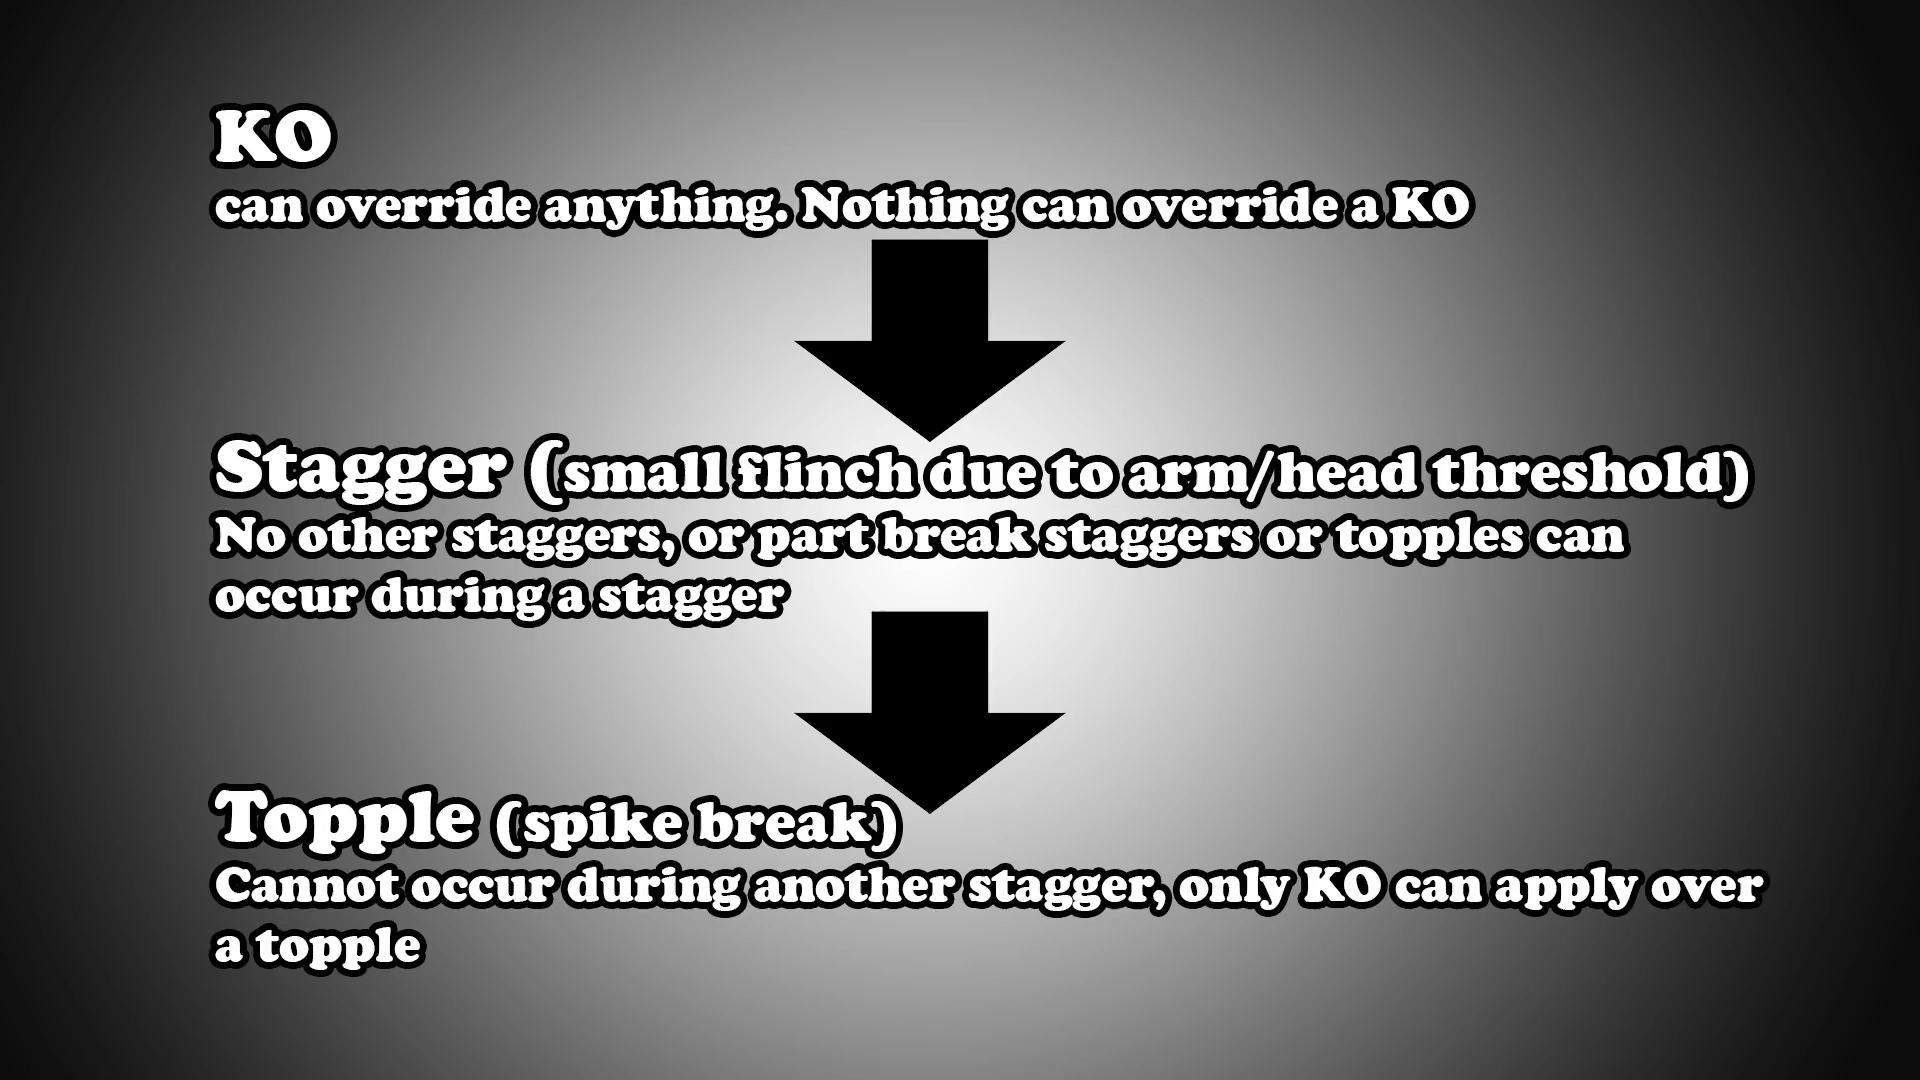 KO
can override anything. Nothing can override a KO
Stagger (small flinch due to arm/head threshold)
No other staggers, or part break staggers or topples can
occur during a stagger
Topple (spike break)
Cannot occur during another stagger, only KO can apply over
a topple